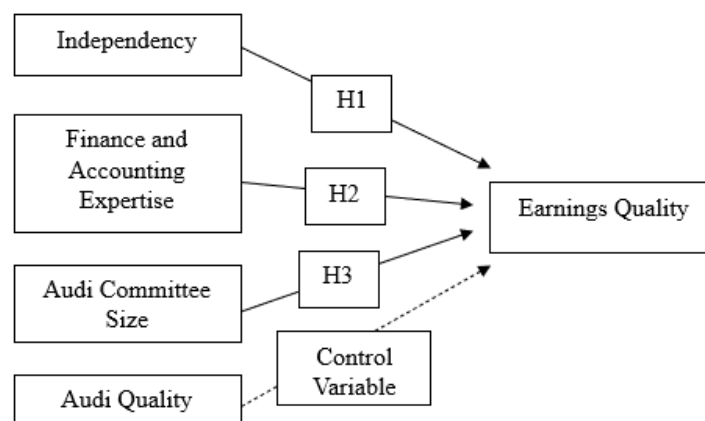 Independency
H1
Finance and
Accounting
Expertise
H2
Earnings Quality
Audi Committee
Size
H3
Control
Variable
Audi Quality